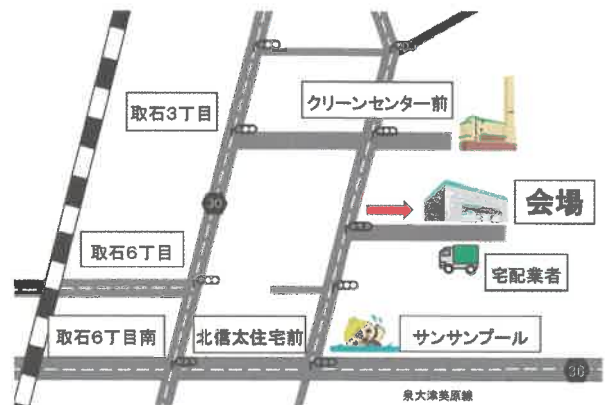 クリーンセンター前
取石3丁目
会場
30
取石6丁目
宅配業者
取石6丁目南
北信太住宅前
サンサンプール
36
泉大津美原線